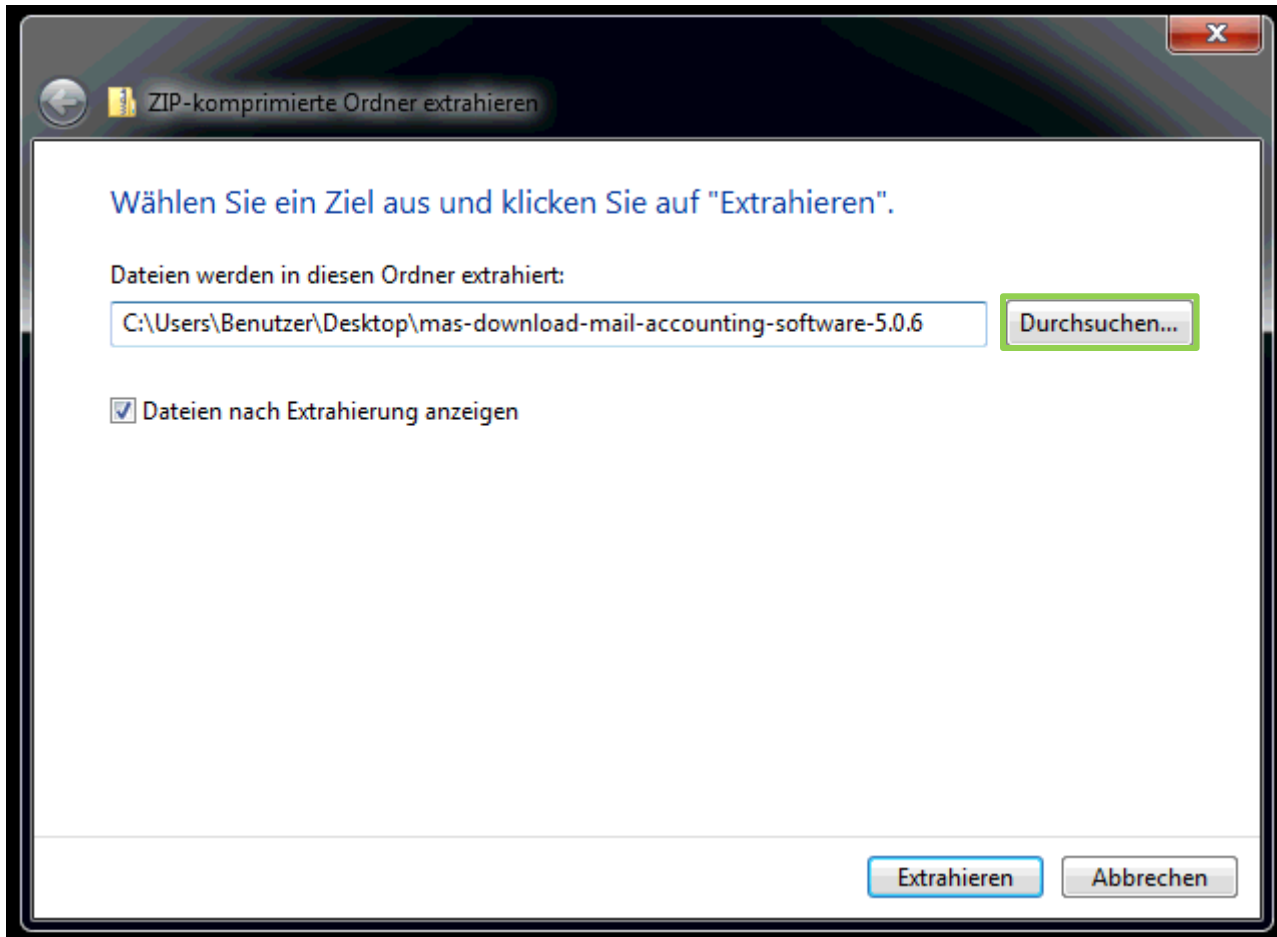 ZIP-komprimierte Ordner extrahieren
Wählen Sie ein Ziel aus und klicken Sie auf "Extrahieren".
Dateien werden in diesen Ordner extrahiert:
C:\Users\Benutzer\Desktop\mas-download-mail-accounting-software-5.0.6
Durchsuchen...
Dateien nach Extrahierung anzeigen
Extrahieren
Abbrechen